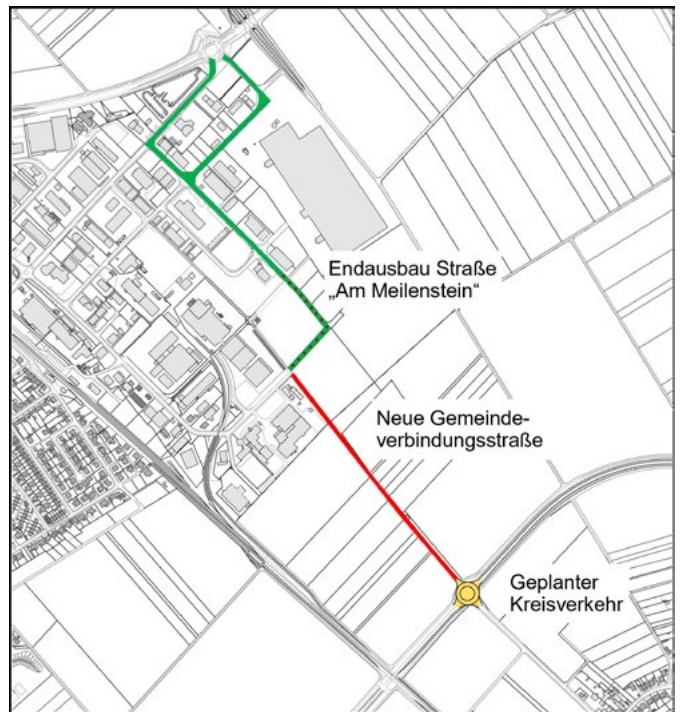 Endausbau Straße
„Am Meilenstein“
Neue Gemeinde-
verbindungsstraße
Geplanter
Kreisverkehr